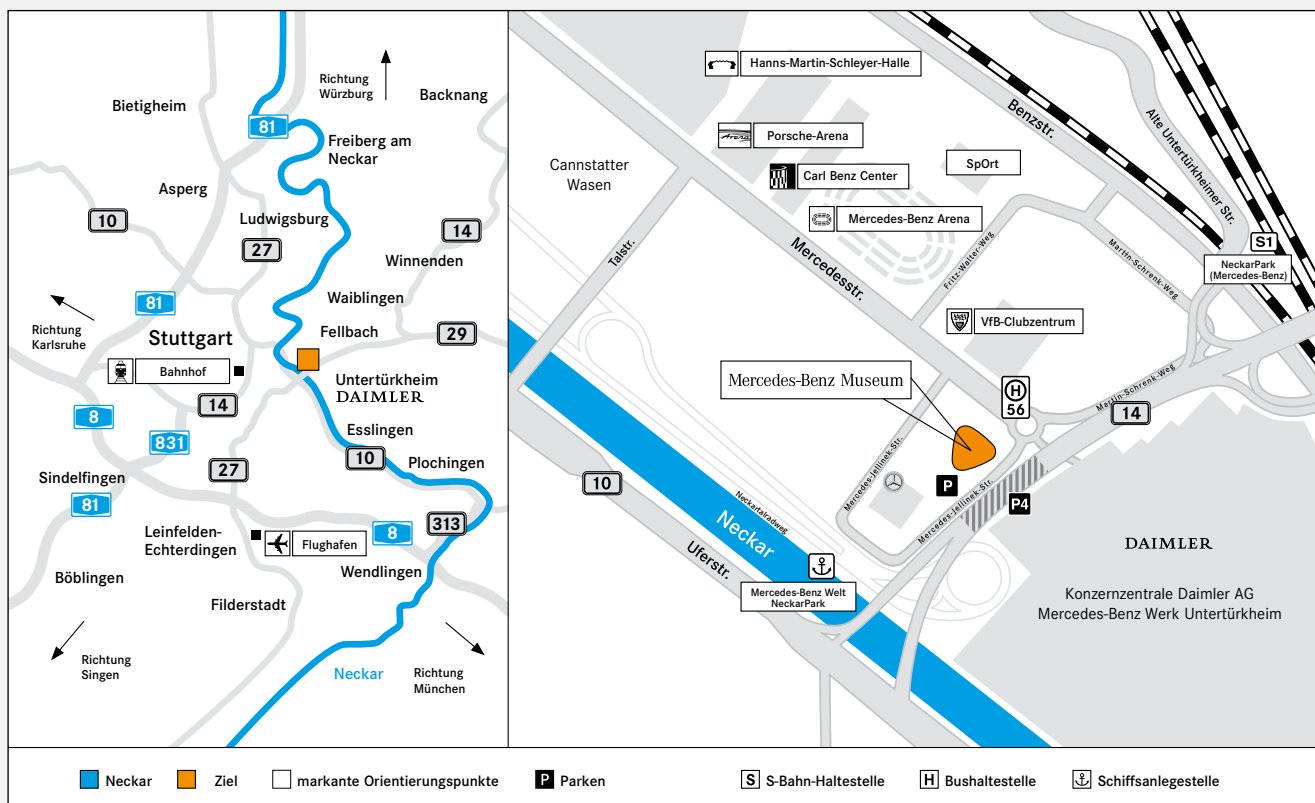 Richtung
Würzburg
Backnang
Bietigheim
81
Freiberg am
Neckar
Asperg
10
Ludwigsburg
27
14
Winnenden
81
Waiblingen
Richtung
Karlsruhe
Stuttgart
Fellbach
29
Bahnhof
Untertürkheim
DAIMLER
14
8
831
Esslingen
10
Plochingen
27
Sindelfingen
81
313
8
Leinfelden-
Echterdingen
Flughafen
Wendlingen
Böblingen
Filderstadt
Richtung
Singen
Neckar
Richtung
München
Hanns-Martin-Schleyer-Halle
Benzstr.
Alte Untertürkheimer Str.
Arena
Porsche-Arena
Cannstatter
Wasen
SpOrt
Carl Benz Center
Mercedes-Benz Arena
Talstr.
Mercedesstr.
Fritz-Walter-Weg
Martin-Schrenk-Weg
S1
NeckarPark
(Mercedes-Benz)
VfB-Clubzentrum
Mercedes-Benz Museum
H
56
Martin-Schrenk-Weg
14
Mercedes-Jellinek-Str.
10
P
Mercedes-Jellinek-Str.
P4
Neckartalradweg
Neckar
Uferstr.
DAIMLER
Mercedes-Benz Welt
NeckarPark
Konzernzentrale Daimler AG
Mercedes-Benz Werk Untertürkheim
Neckar
Ziel
markante Orientierungspunkte
P Parken
S S-Bahn-Haltestelle
H Bushaltestelle
Schiffsanlegestelle